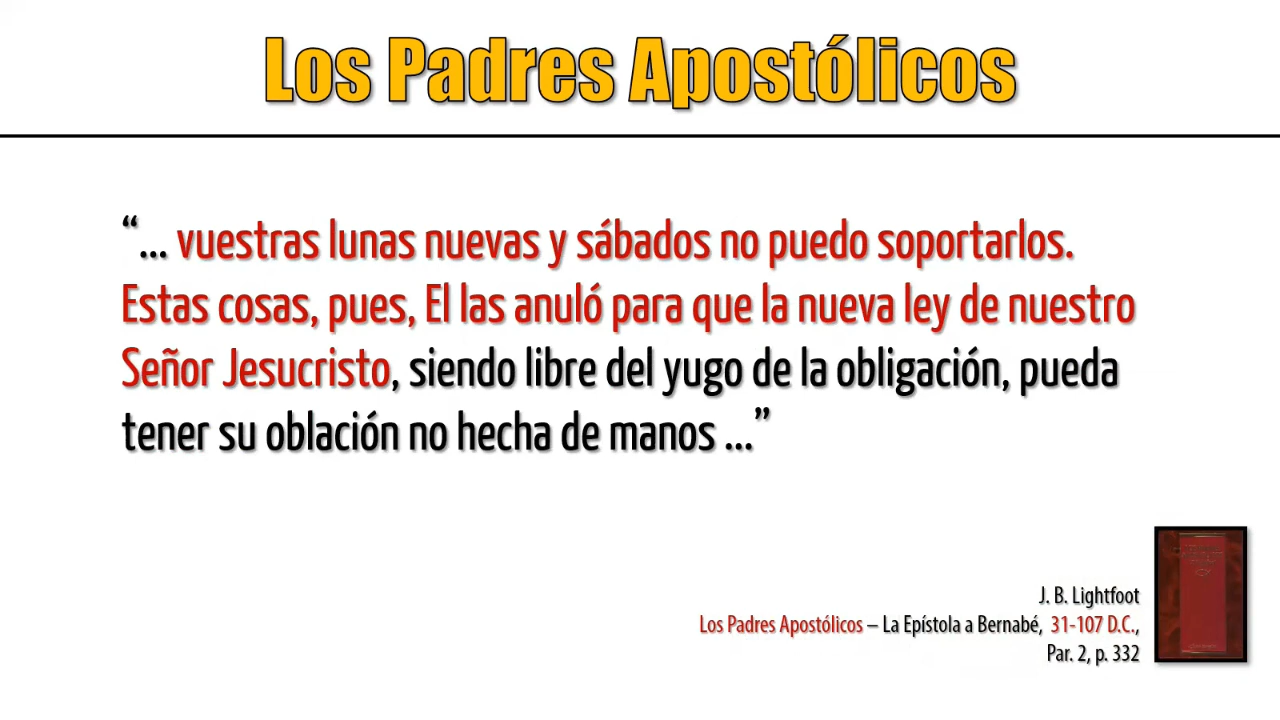 Los Padres Apostólicos
“... vuestras lunas nuevas y sábados no puedo soportarlos.
Estas cosas, pues, El las anuló para que la nueva ley de nuestro
Señor Jesucristo, siendo libre del yugo de la obligación, pueda
tener su oblación no hecha de manos ...”
J. B. Lightfoot
Los Padres Apostólicos – La Epístola a Bernabé, 31-107 D.C.,
Par. 2, p. 332